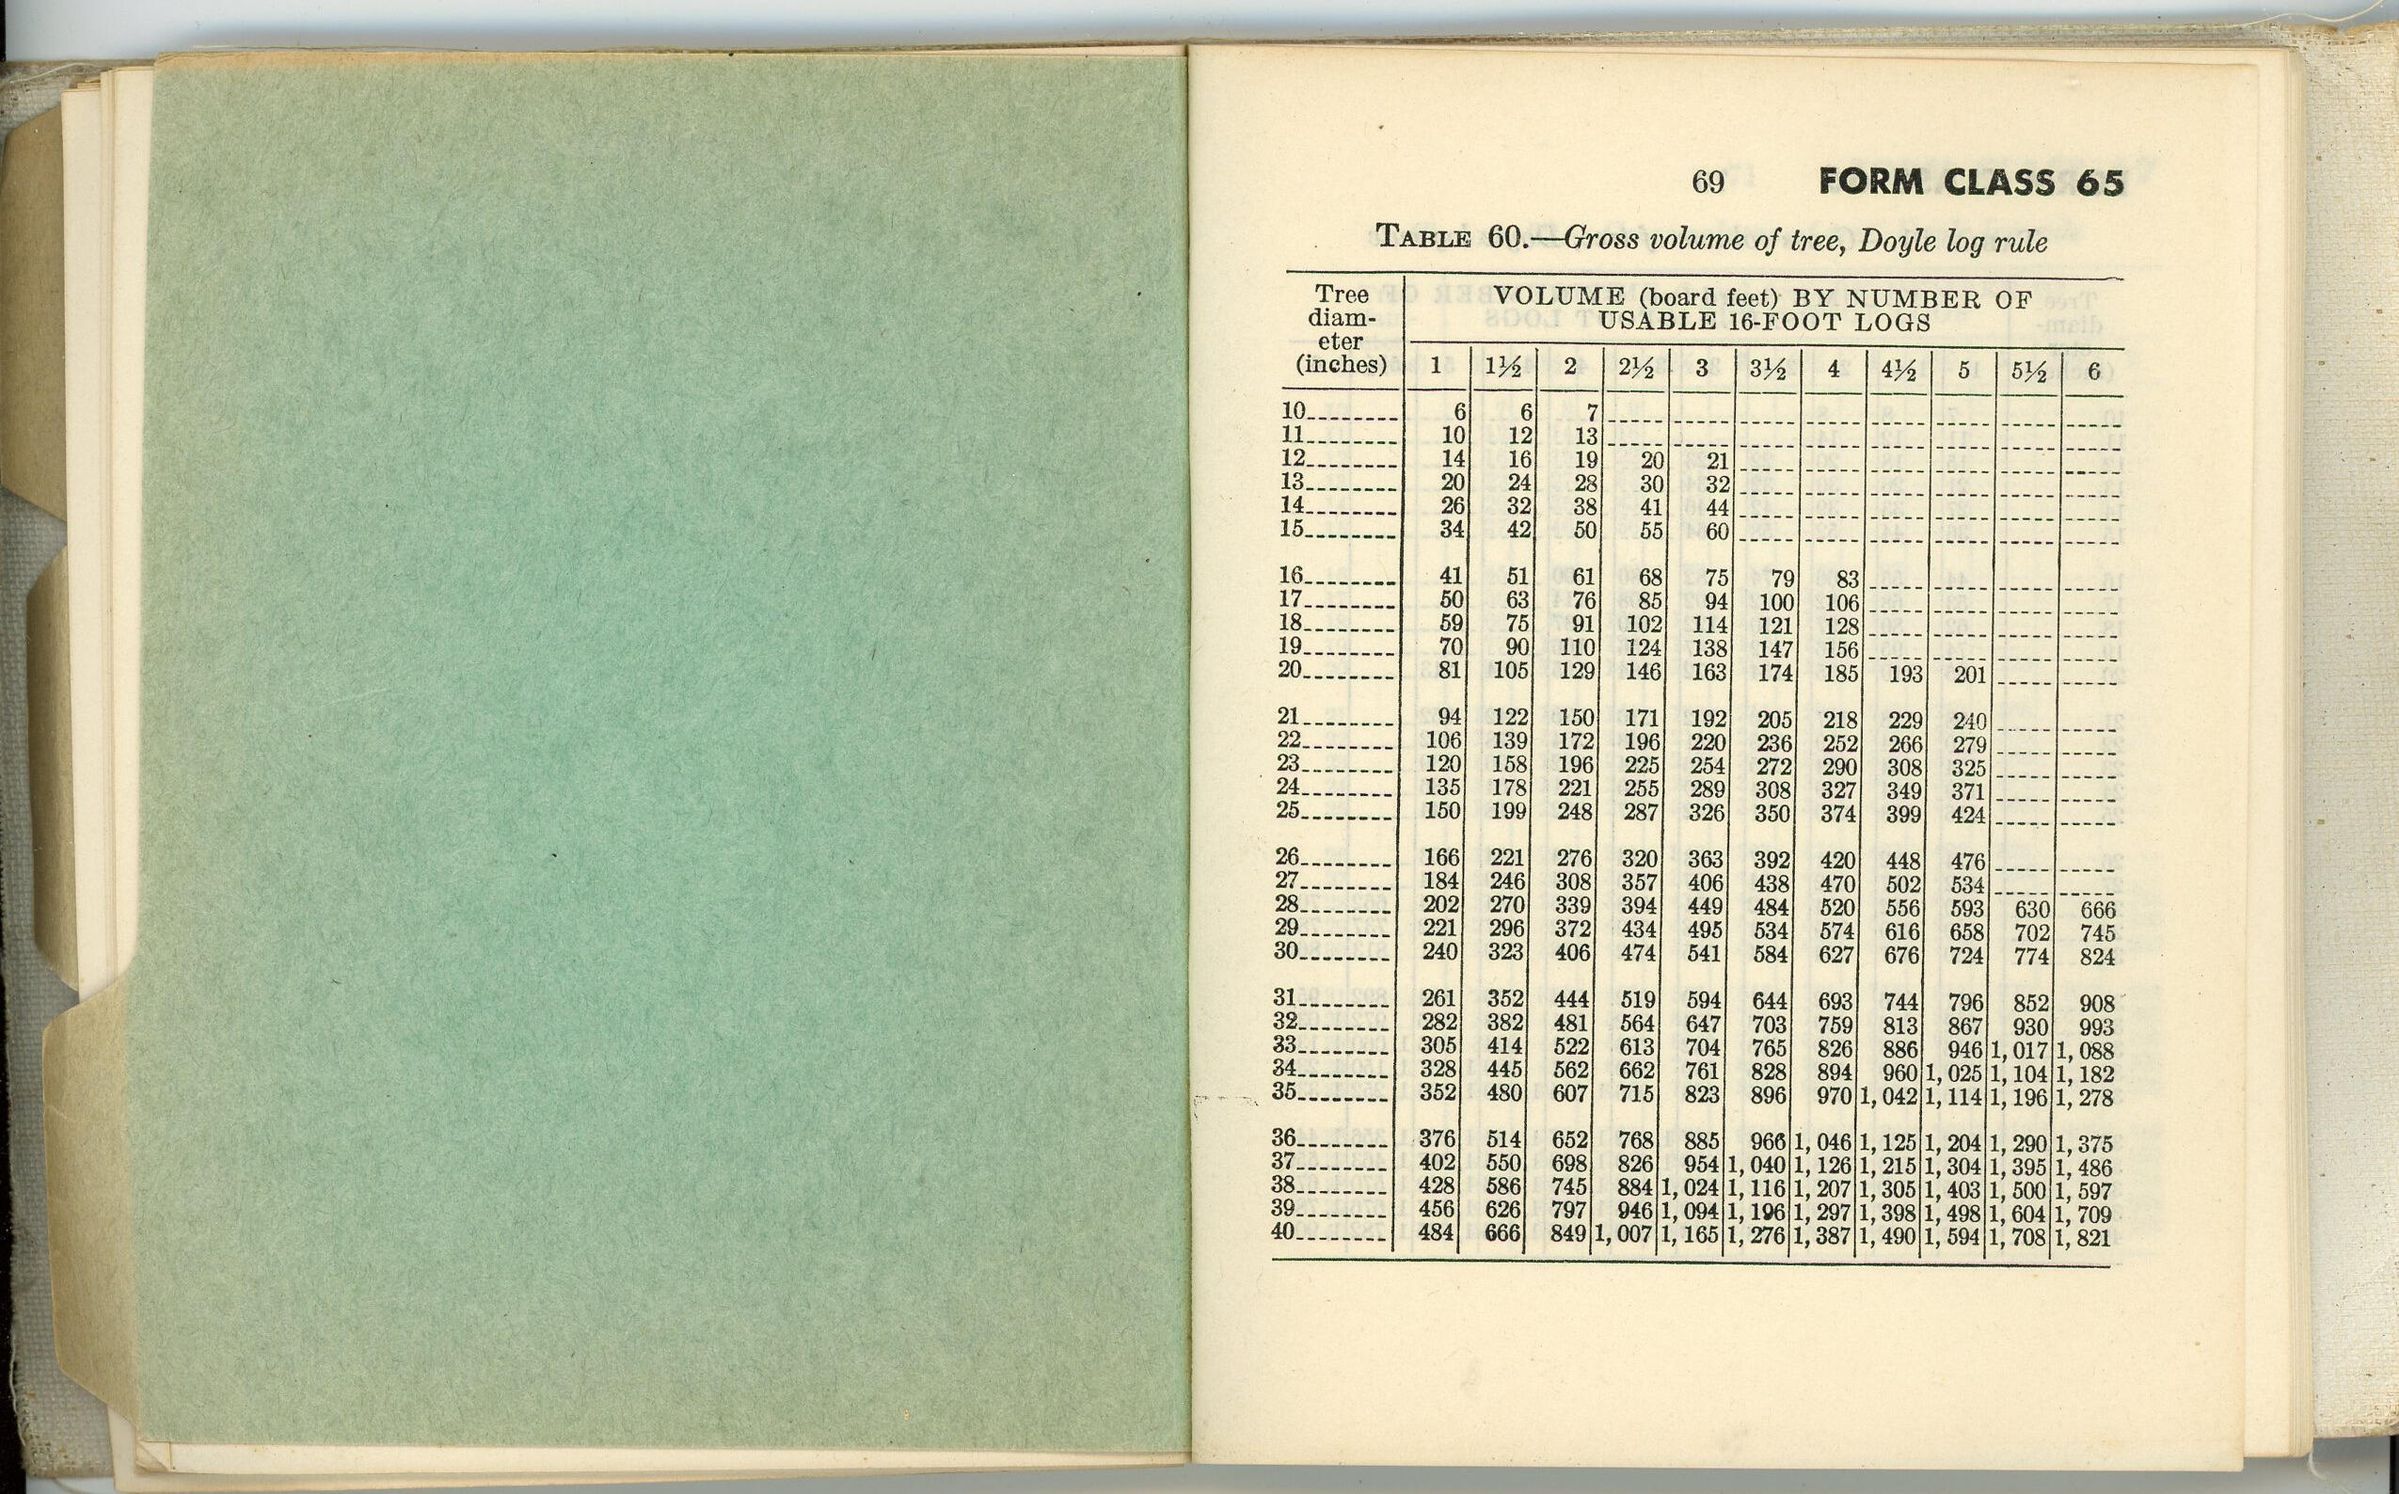 69 FORM CLASS 65
TABLE 60.—Gross volume of tree, Doyle log rule
Tree diam-eter (inches) VOLUME (board feet) BY NUMBER OF USABLE 16-FOOT LOGS
1 1½ 2 2½ 3 3½ 4 4½ 5 5½ 6
10 6 6 7
11 10 12 13
12 14 16 19 20 21
13 20 24 28 30 32
14 26 32 38 41 44
15 34 42 50 55 60
16 41 51 61 68 75 79 83
17 50 63 76 85 94 100 106
18 59 75 91 102 114 121 128
19 70 90 110 124 138 147 156
20 81 105 129 146 163 174 185 193 201
21 94 122 150 171 192 205 218 229 240
22 106 139 172 196 220 236 252 266 279
23 120 158 196 225 254 272 290 308 325
24 135 178 221 255 289 308 327 349 371
25 150 199 248 287 326 350 374 399 424
26 166 221 276 320 363 392 420 448 476
27 184 246 308 357 406 438 470 502 534
28 202 270 339 394 449 484 520 556 593 630 666
29 221 296 372 434 495 534 574 616 658 702 745
30 240 323 406 474 541 584 627 676 724 774 824
31 261 352 444 519 594 644 693 744 796 852 908
32 282 382 481 564 647 703 759 813 867 930 993
33 305 414 522 613 704 765 826 886 946 1,017 1,088
34 328 445 562 662 761 828 894 960 1,025 1,104 1,182
35 352 480 607 715 823 896 970 1,042 1,114 1,196 1,278
36 376 514 652 768 885 966 1,046 1,125 1,204 1,290 1,375
37 402 550 698 826 954 1,040 1,126 1,215 1,304 1,395 1,486
38 428 586 745 884 1,024 1,116 1,207 1,305 1,403 1,500 1,597
39 456 626 797 946 1,094 1,196 1,297 1,398 1,498 1,604 1,709
40 484 666 849 1,007 1,165 1,276 1,387 1,490 1,594 1,708 1,821